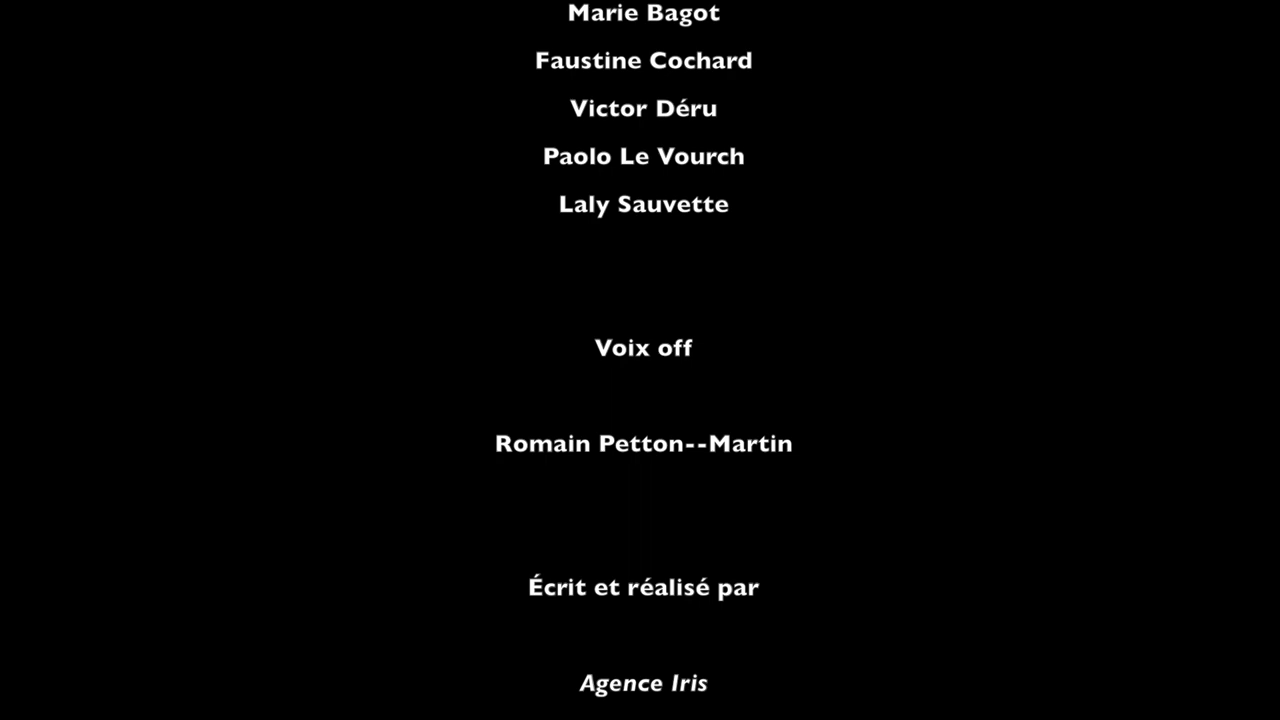 Marie Bagot
Faustine Cochard
Victor Déru
Paolo Le Vourch
Laly Sauvette
Voix off
Romain Petton--Martin
Écrit et réalisé par
Agence Iris